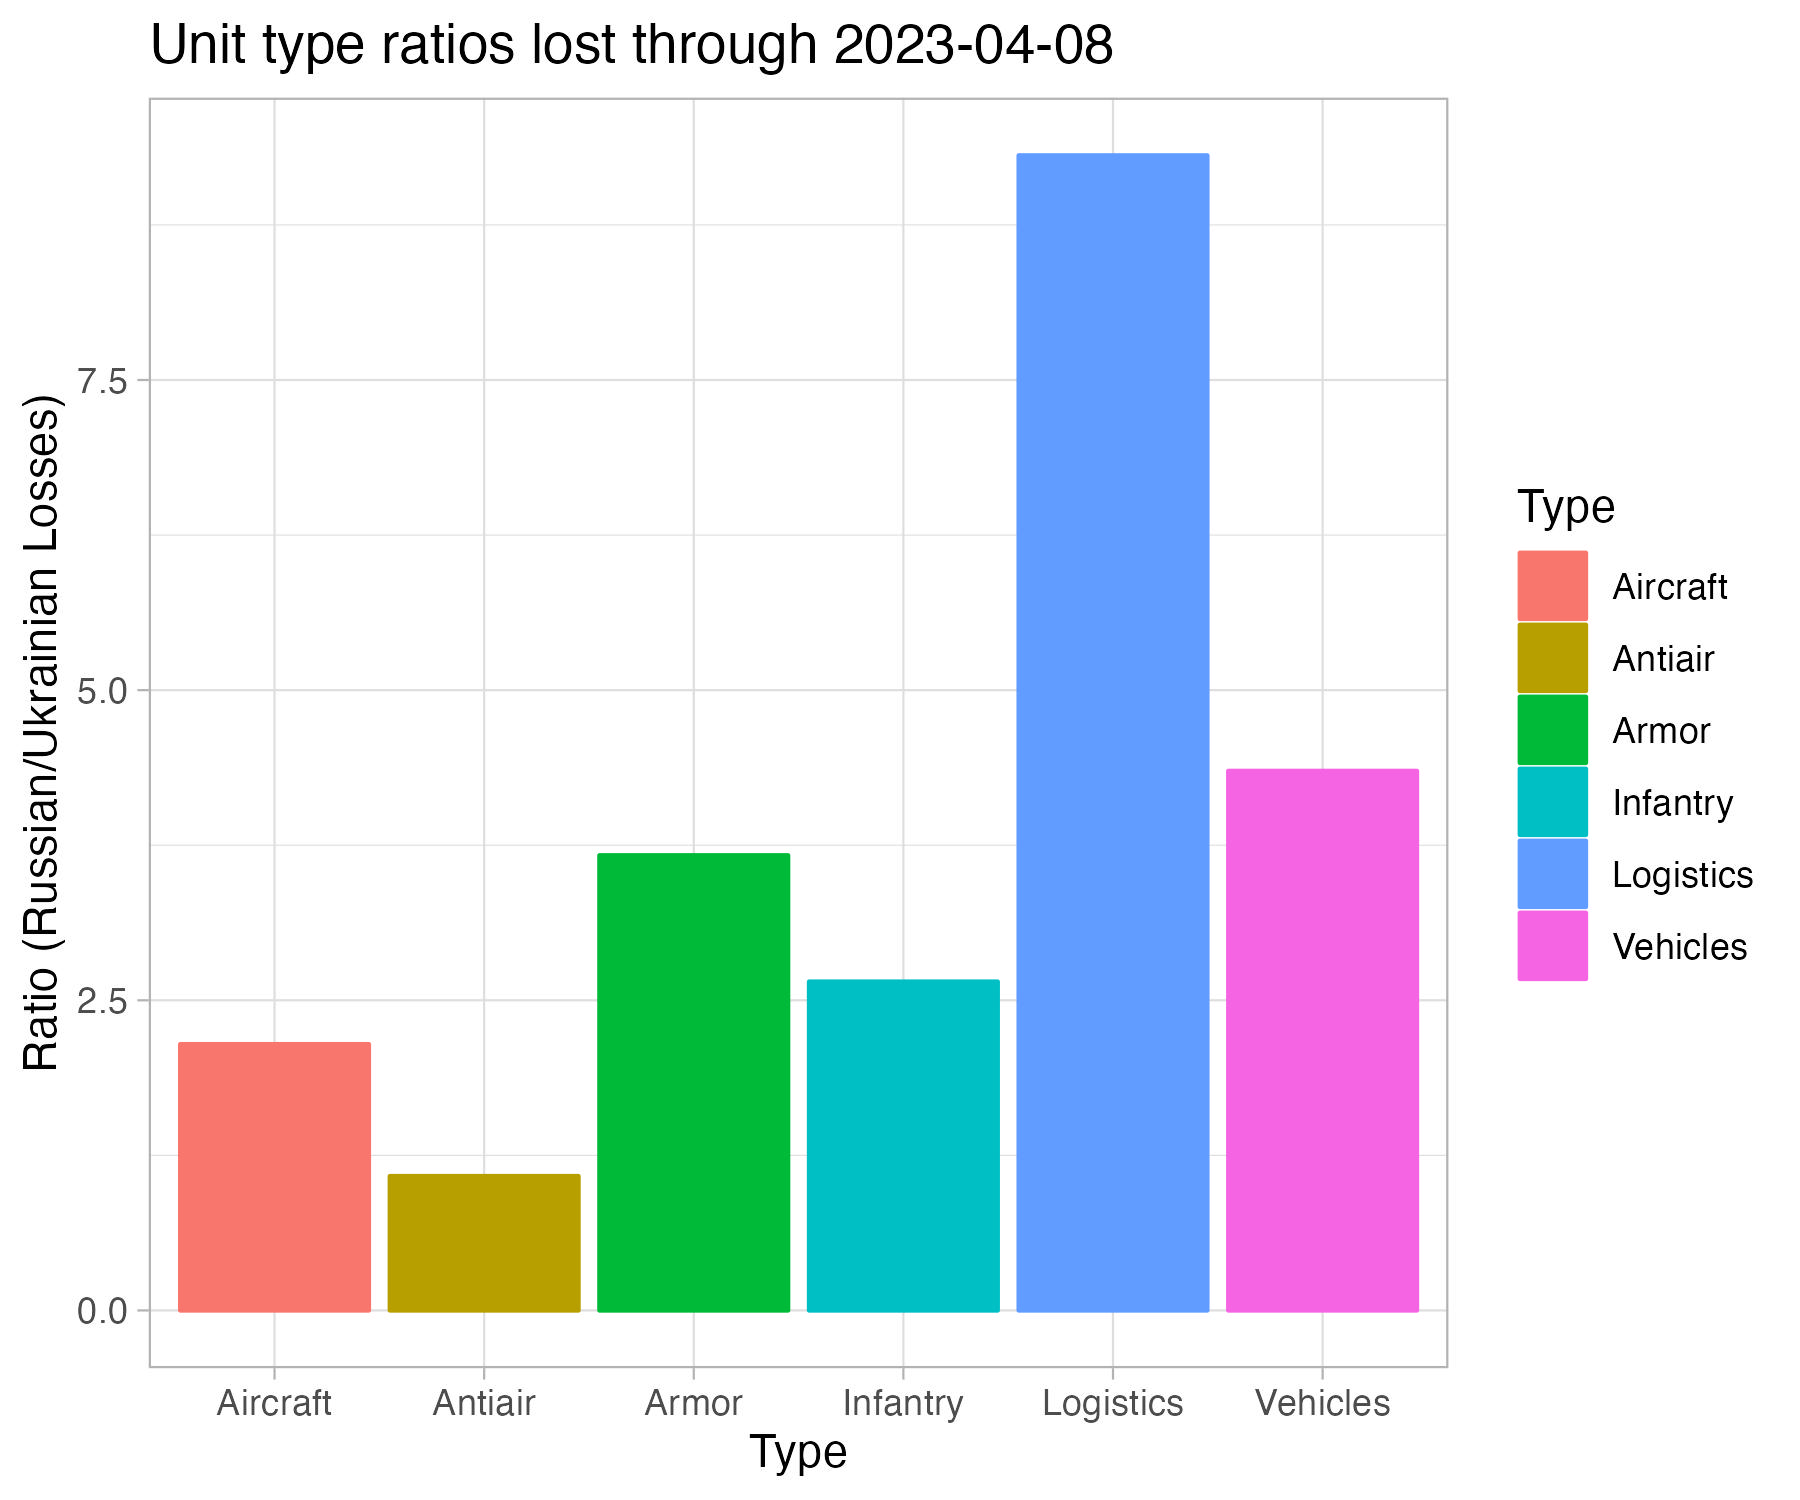 Unit type ratios lost through 2023-04-08
Ratio (Russian/Ukrainian Losses)
7.5
5.0
2.5
0.0
Aircraft
Antiair
Armor
Infantry
Logistics
Vehicles
Type
Type
Aircraft
Antiair
Armor
Infantry
Logistics
Vehicles